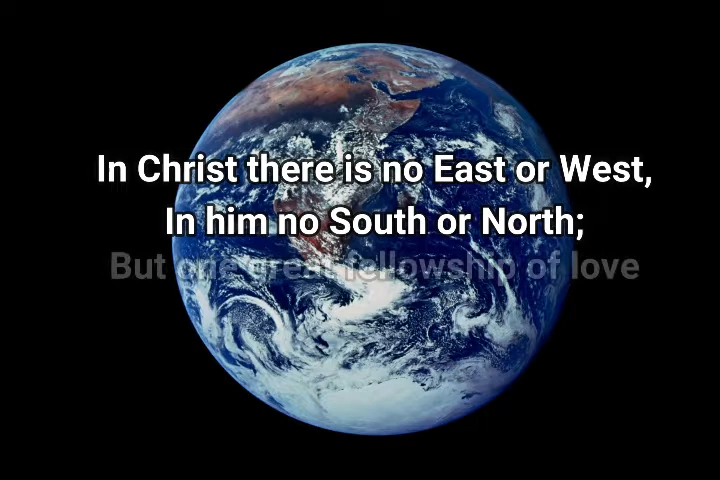 In Christ there is no East or West,
In him no South or North;
But one great fellowship of love